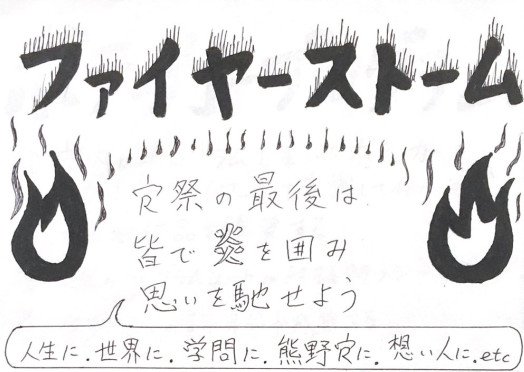 ファイヤーストーム
穴祭の最後は
皆で炎を囲み
思いを馳せよう
人生に.世界に.学問に.熊野寮に.想い人に.etc